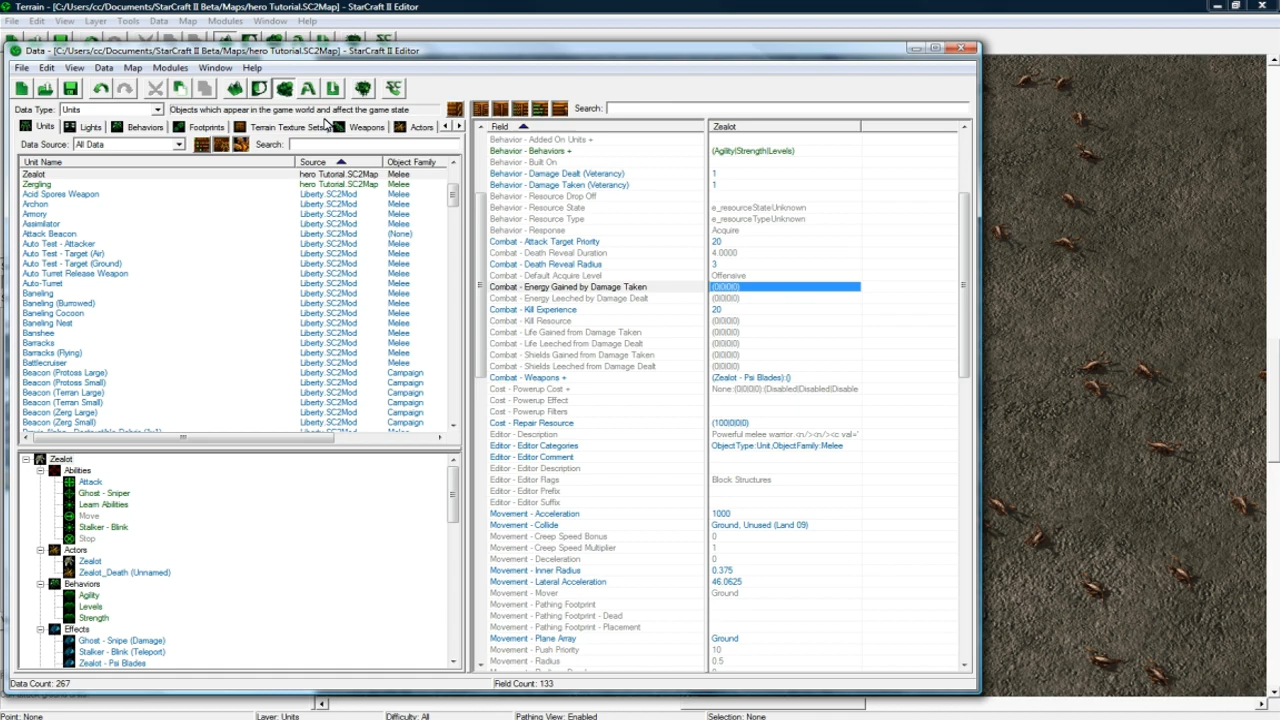 Terrain - [C:/Users/cc/Documents/StarCraft II Beta/Maps/hero Tutorial.SC2Map] - StarCraft II Editor
File Edit View Layer Tools Data Map Modules Window Help
Data - [C:/Users/cc/Documents/StarCraft II Beta/Maps/hero Tutorial.SC2Map] - StarCraft II Editor
File Edit View Data Map Modules Window Help
Data Type: Units Objects which appear in the game world and affect the game state
Units Lights Behaviors Footprints Terrain Texture Sets Weapons Actors
Data Source: All Data Search:
Unit Name Source Object Family
Zealot hero Tutorial.SC2Map Melee
Zergling hero Tutorial.SC2Map Melee
Acid Spores Weapon Liberty.SC2Mod Melee
Archon Liberty.SC2Mod Melee
Armory Liberty.SC2Mod Melee
Assimilator Liberty.SC2Mod Melee
Attack Beacon Liberty.SC2Mod (None)
Auto Test - Attacker Liberty.SC2Mod Melee
Auto Test - Target (Air) Liberty.SC2Mod Melee
Auto Test - Target (Ground) Liberty.SC2Mod Melee
Auto Turret Release Weapon Liberty.SC2Mod Melee
Auto-Turret Liberty.SC2Mod Melee
Baneling Liberty.SC2Mod Melee
Baneling (Burrowed) Liberty.SC2Mod Melee
Baneling Cocoon Liberty.SC2Mod Melee
Baneling Nest Liberty.SC2Mod Melee
Banshee Liberty.SC2Mod Melee
Barracks Liberty.SC2Mod Melee
Barracks (Flying) Liberty.SC2Mod Melee
Battlecruiser Liberty.SC2Mod Melee
Beacon (Protoss Large) Liberty.SC2Mod Campaign
Beacon (Protoss Small) Liberty.SC2Mod Campaign
Beacon (Terran Large) Liberty.SC2Mod Campaign
Beacon (Terran Small) Liberty.SC2Mod Campaign
Beacon (Zerg Large) Liberty.SC2Mod Campaign
Beacon (Zerg Small) Liberty.SC2Mod Campaign
Zealot
Abilities
Attack
Ghost - Sniper
Learn Abilities
Move
Stalker - Blink
Stop
Actors
Zealot
Zealot_Death (Unnamed)
Behaviors
Agility
Levels
Strength
Effects
Ghost - Snipe (Damage)
Stalker - Blink (Teleport)
Zealot - Psi Blades
Data Count: 267
Search:
Field Zealot
Behavior - Added On Units +
Behavior - Behaviors + (Agility|Strength|Levels)
Behavior - Built On
Behavior - Damage Dealt (Veterancy) 1
Behavior - Damage Taken (Veterancy) 1
Behavior - Resource Drop Off
Behavior - Resource State e_resourceStateUnknown
Behavior - Resource Type e_resourceTypeUnknown
Behavior - Response Acquire
Combat - Attack Target Priority 20
Combat - Death Reveal Duration 4.0000
Combat - Death Reveal Radius 3
Combat - Default Acquire Level Offensive
Combat - Energy Gained by Damage Taken (0|0|0|0)
Combat - Energy Leeched by Damage Dealt (0|0|0|0)
Combat - Kill Experience 20
Combat - Kill Resource (0|0|0|0)
Combat - Life Gained from Damage Taken (0|0|0|0)
Combat - Life Leeched from Damage Dealt (0|0|0|0)
Combat - Shields Gained from Damage Taken (0|0|0|0)
Combat - Shields Leeched from Damage Dealt (0|0|0|0)
Combat - Weapons + (Zealot - Psi Blades):()
Cost - Powerup Cost + None:(0|0|0|0) (Disabled|Disabled|Disable
Cost - Powerup Effect
Cost - Powerup Filters
Cost - Repair Resource (100|0|0|0)
Editor - Description Powerful melee warrior.<n/><n/><c val='
Editor - Editor Categories ObjectType:Unit,ObjectFamily:Melee
Editor - Editor Comment
Editor - Editor Description
Editor - Editor Flags Block Structures
Editor - Editor Prefix
Editor - Editor Suffix
Movement - Acceleration 1000
Movement - Collide Ground, Unused (Land 09)
Movement - Creep Speed Bonus 0
Movement - Creep Speed Multiplier 1
Movement - Deceleration 0
Movement - Inner Radius 0.375
Movement - Lateral Acceleration 46.0625
Movement - Mover Ground
Movement - Pathing Footprint
Movement - Pathing Footprint - Dead
Movement - Pathing Footprint - Placement
Movement - Plane Array Ground
Movement - Push Priority 10
Movement - Radius 0.5
Field Count: 133
Point: None Layer: Units Difficulty: All Pathing View: Enabled Selection: None